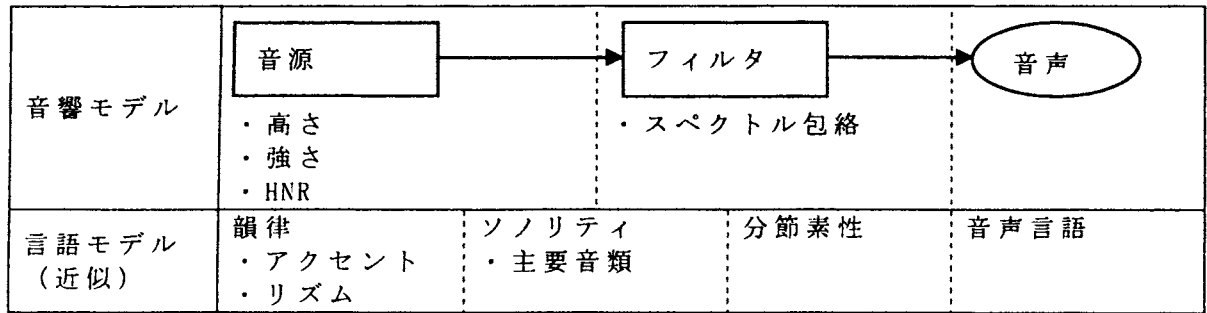 音響モデル
音源
フィルタ
音声
・高さ
・強さ
・HNR
・スペクトル包絡
言語モデル
(近似)
韻律
・アクセント
・リズム
ソノリティ
・主要音類
分節素性
音声言語